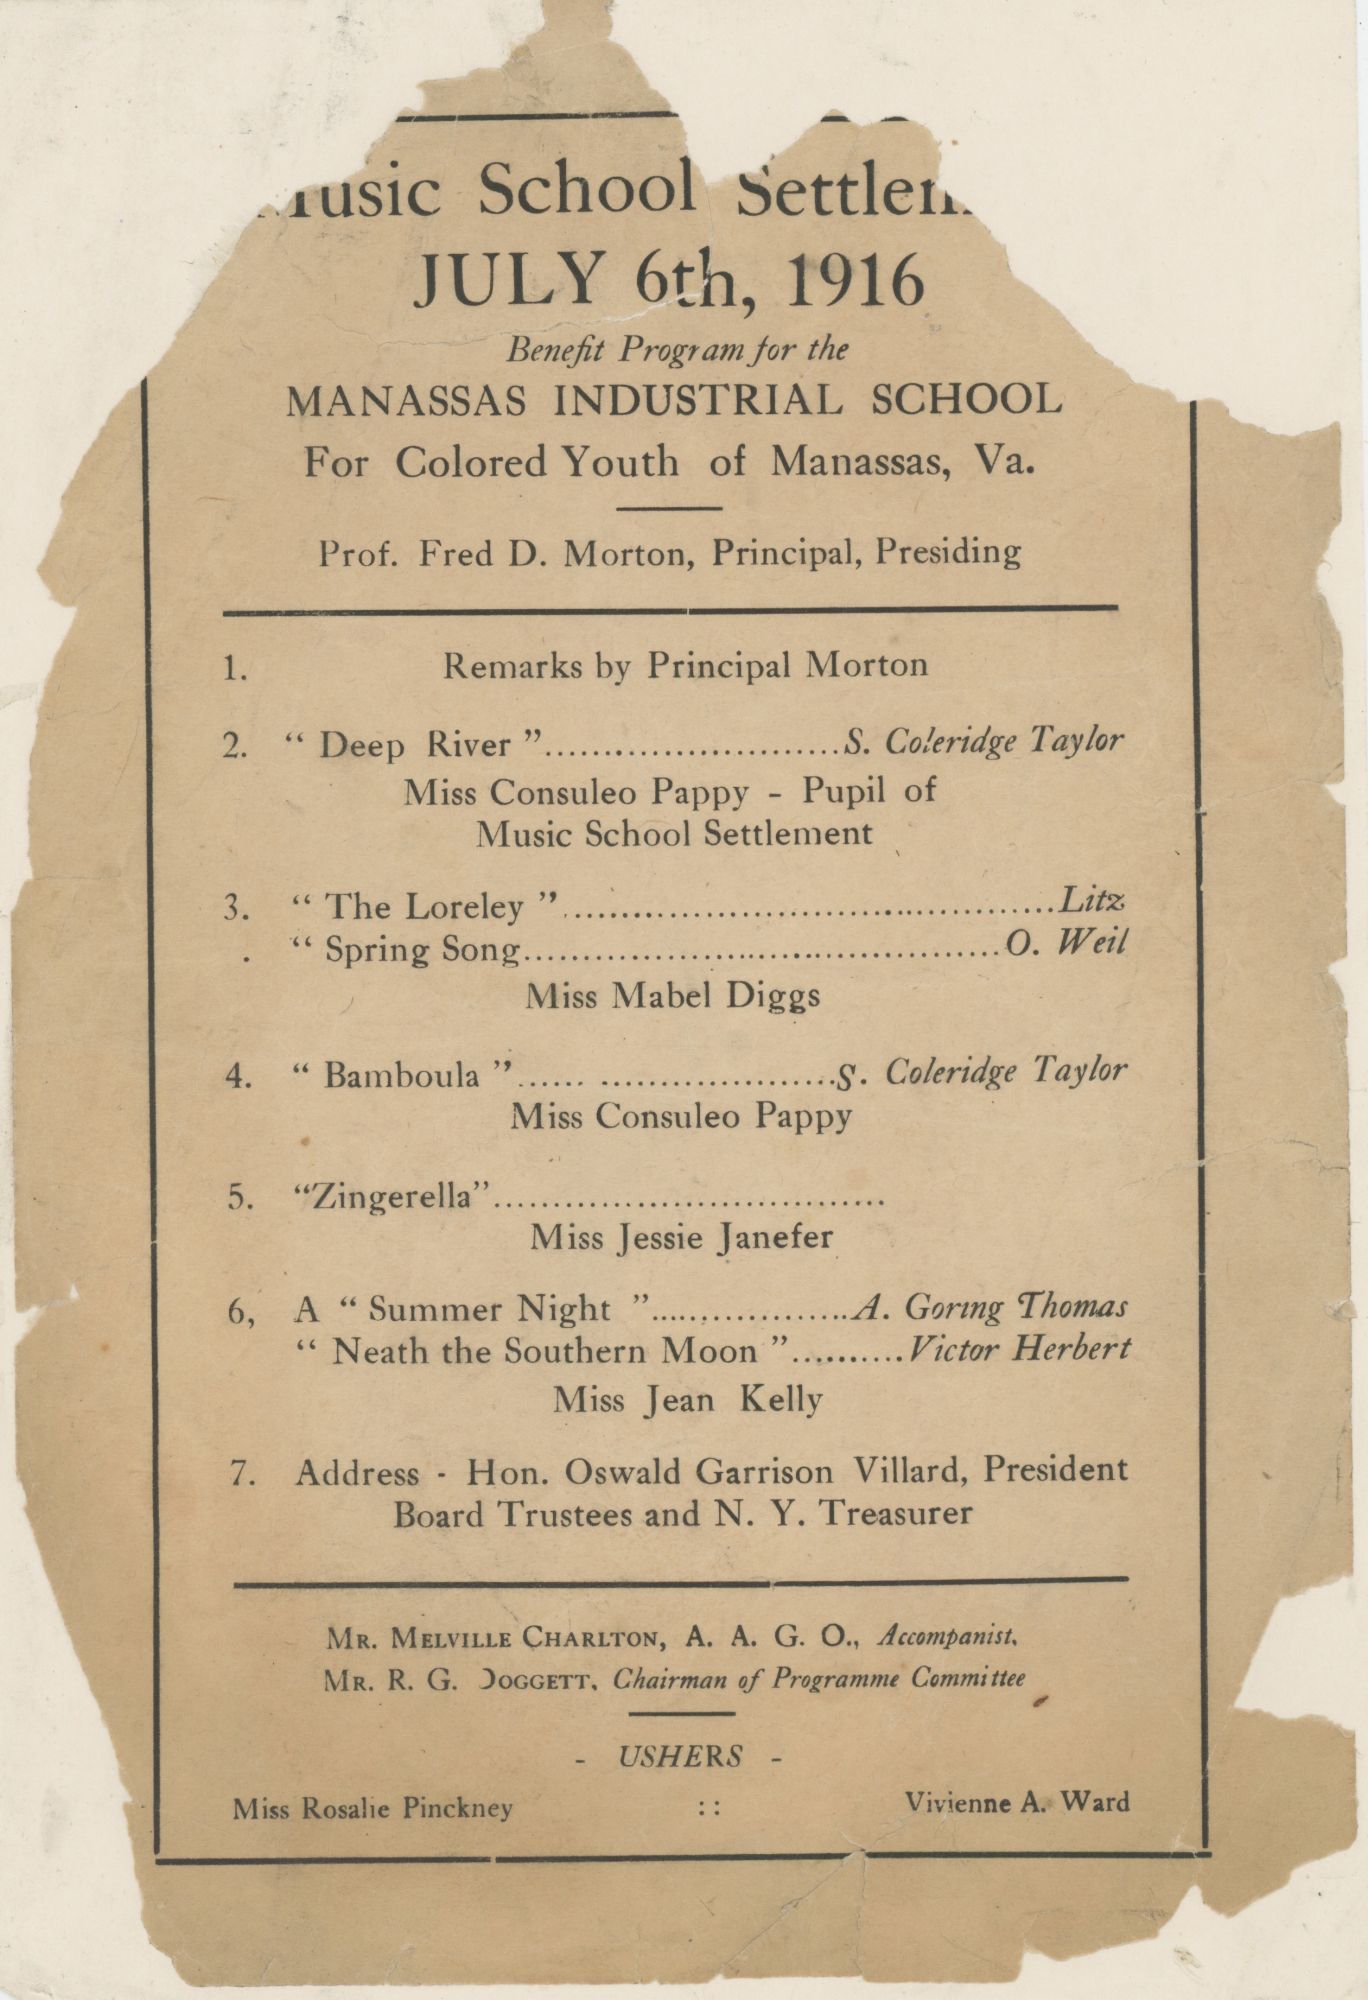 Music School Settlem
JULY 6th, 1916
Benefit Program for the
MANASSAS INDUSTRIAL SCHOOL
For Colored Youth of Manassas, Va.
Prof. Fred D. Morton, Principal, Presiding
1. Remarks by Principal Morton
2. “ Deep River ”..........................S. Coleridge Taylor
Miss Consuleo Pappy - Pupil of
Music School Settlement
3. “ The Loreley ”..........................................Litz
. “ Spring Song..........................................O. Weil
Miss Mabel Diggs
4. “ Bamboula ”...... .....................S. Coleridge Taylor
Miss Consuleo Pappy
5. “Zingerella”..................................
Miss Jessie Janefer
6, A “ Summer Night ”..................A. Goring Thomas
“ Neath the Southern Moon ”..........Victor Herbert
Miss Jean Kelly
7. Address - Hon. Oswald Garrison Villard, President
Board Trustees and N. Y. Treasurer
MR. MELVILLE CHARLTON, A. A. G. O., Accompanist.
MR. R. G. DOGGETT. Chairman of Programme Committee
- USHERS -
Miss Rosalie Pinckney :: Vivienne A. Ward